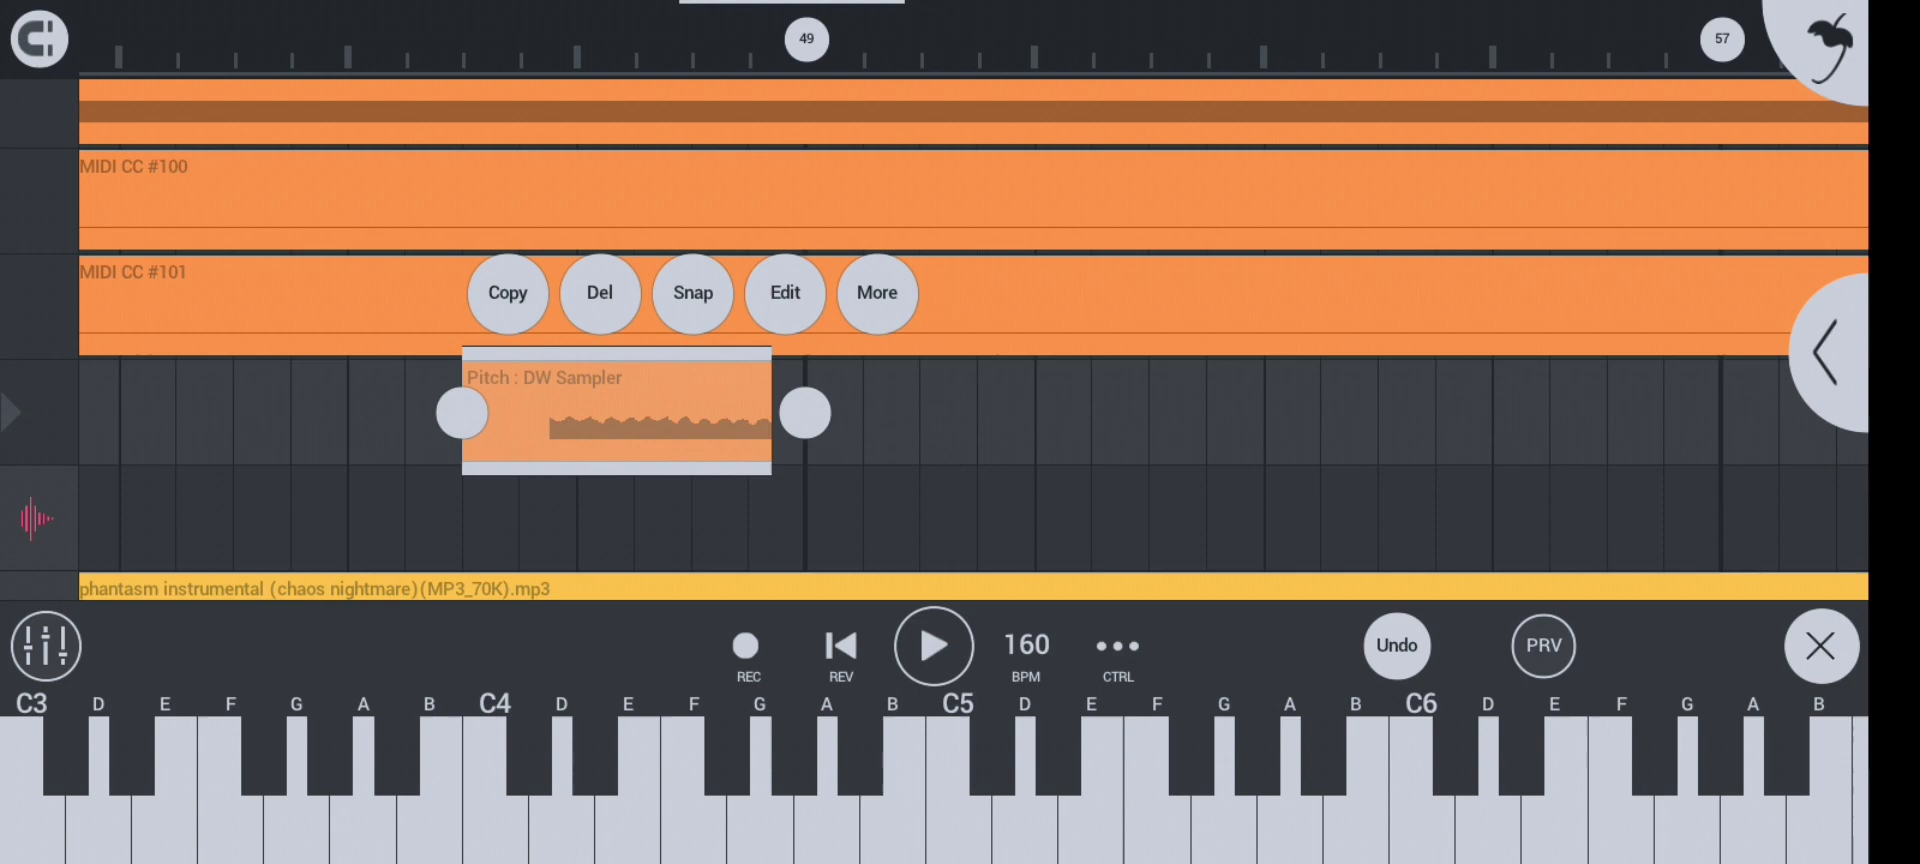 49 57
MIDI CC #100
MIDI CC #101
Copy Del Snap Edit More
Pitch : DW Sampler
phantasm instrumental (chaos nightmare)(MP3_70K).mp3
160 Undo PRV
REC REV BPM CTRL
C3 D E F G A B C4 D E F G A B C5 D E F G A B C6 D E F G A B